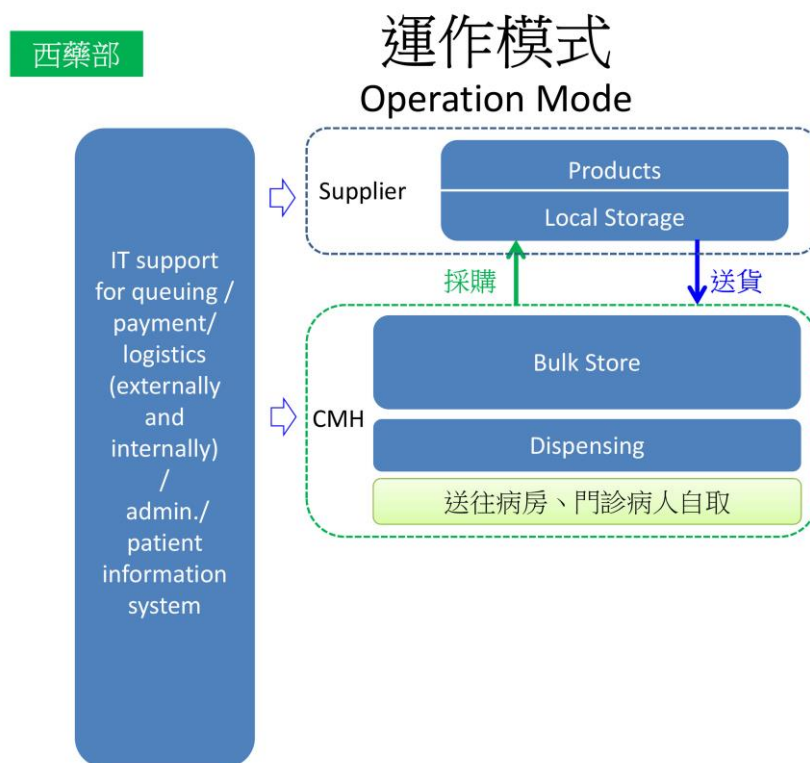 西藥部
運作模式
Operation Mode
IT support
for queuing /
payment/
logistics
(externally
and
internally)
/
admin./
patient
information
system
Supplier
Products
Local Storage
採購
送貨
CMH
Bulk Store
Dispensing
送往病房、門診病人自取